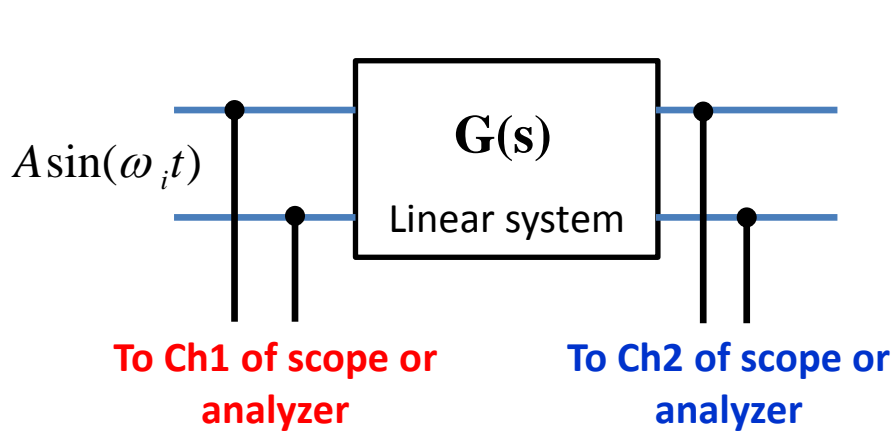 G(s)
A sin(ω_i t)
Linear system
To Ch1 of scope or
analyzer
To Ch2 of scope or
analyzer